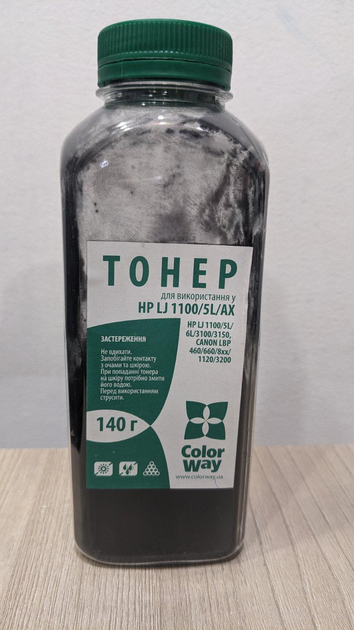 ТОНЕР
для використання у
HP LJ 1100/5L/AX
HP LJ 1100/5L/
6L/3100/3150,
CANON LBP
460/660/8xx/
1120/3200
ЗАСТЕРЕЖЕННЯ
Не вдихати.
Запобігайте контакту
з очами та шкірою.
При попаданні тонера
на шкіру потрібно змити
його водою.
Перед використанням
струсити.
140 г
Color
Way
www.colorway.ua